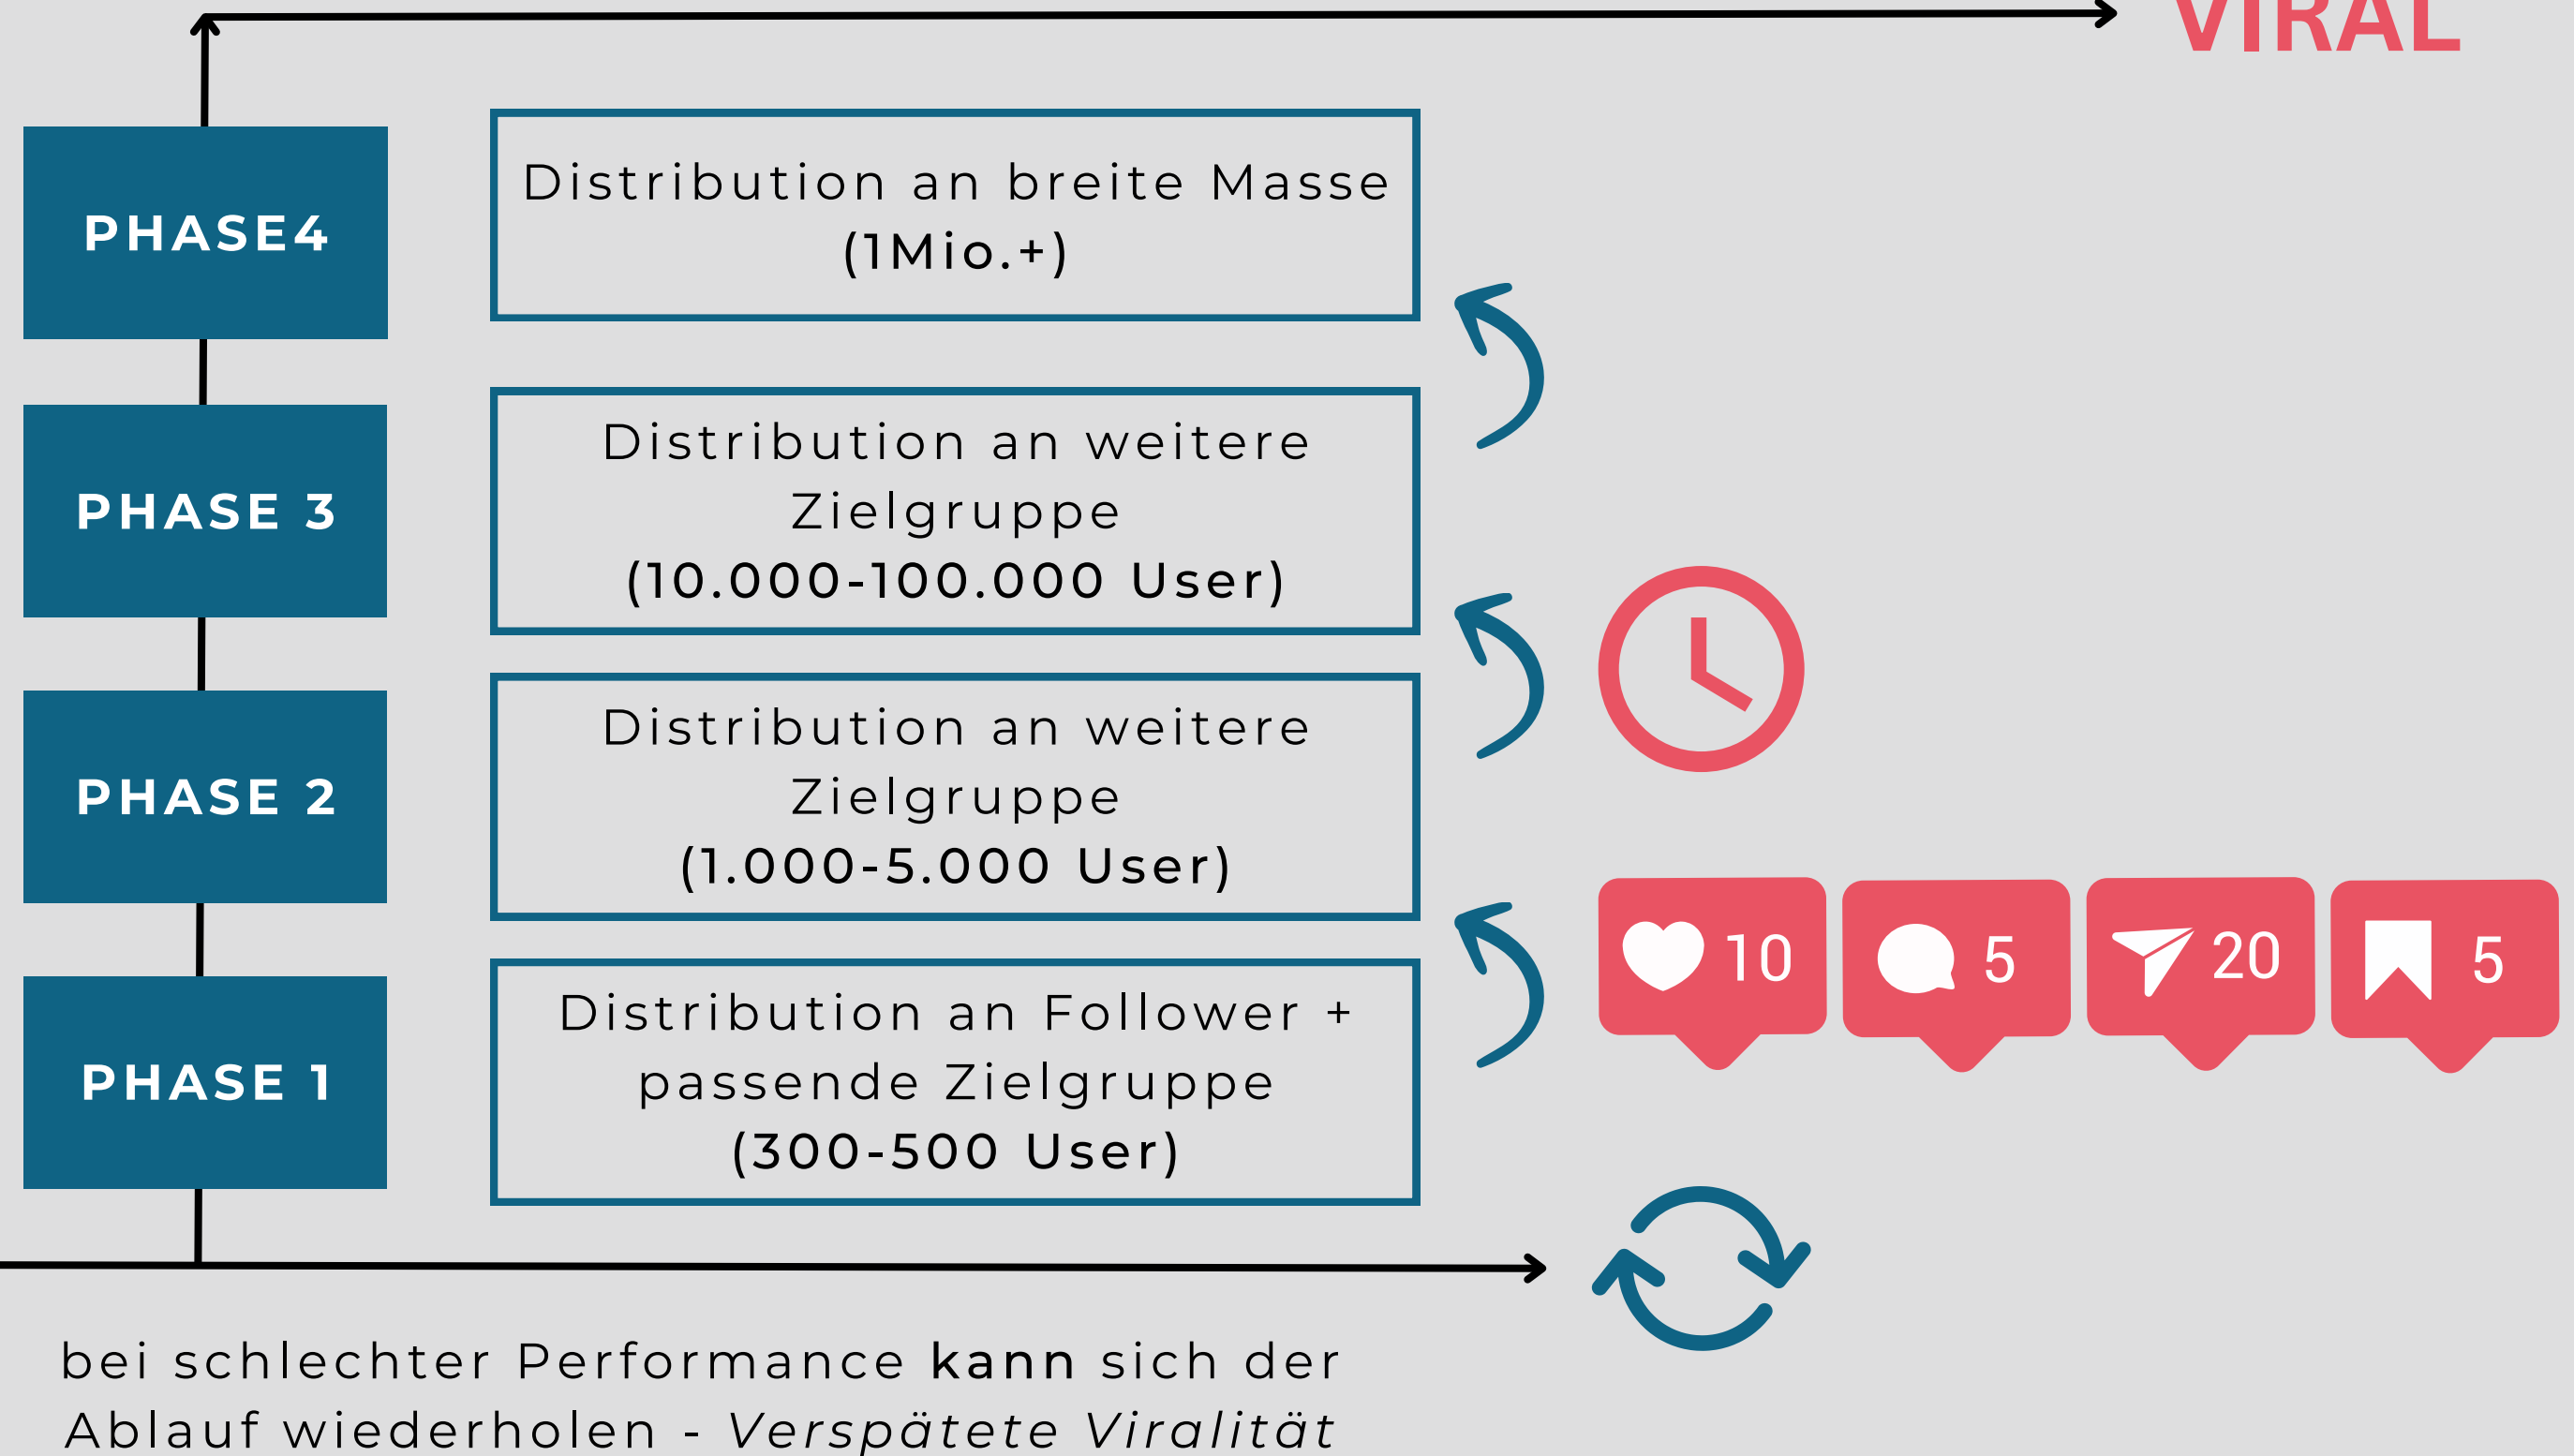 VIRAL
PHASE4
Distribution an breite Masse
(1Mio.+)
PHASE 3
Distribution an weitere
Zielgruppe
(10.000-100.000 User)
PHASE 2
Distribution an weitere
Zielgruppe
(1.000-5.000 User)
10
5
20
5
PHASE 1
Distribution an Follower +
passende Zielgruppe
(300-500 User)
bei schlechter Performance kann sich der
Ablauf wiederholen - Verspätete Viralität